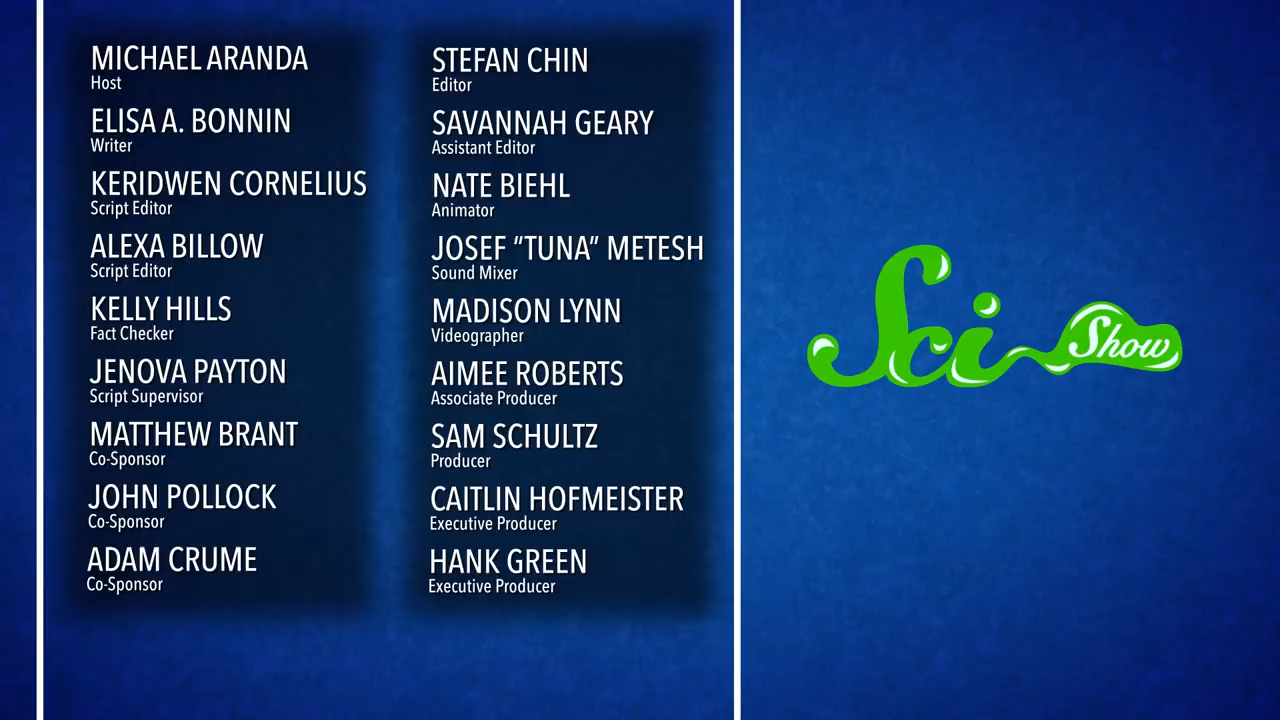 MICHAEL ARANDA
Host
ELISA A. BONNIN
Writer
KERIDWEN CORNELIUS
Script Editor
ALEXA BILLOW
Script Editor
KELLY HILLS
Fact Checker
JENOVA PAYTON
Script Supervisor
MATTHEW BRANT
Co-Sponsor
JOHN POLLOCK
Co-Sponsor
ADAM CRUME
Co-Sponsor
STEFAN CHIN
Editor
SAVANNAH GEARY
Assistant Editor
NATE BIEHL
Animator
JOSEF “TUNA” METESH
Sound Mixer
MADISON LYNN
Videographer
AIMEE ROBERTS
Associate Producer
SAM SCHULTZ
Producer
CAITLIN HOFMEISTER
Executive Producer
HANK GREEN
Executive Producer
Sci Show